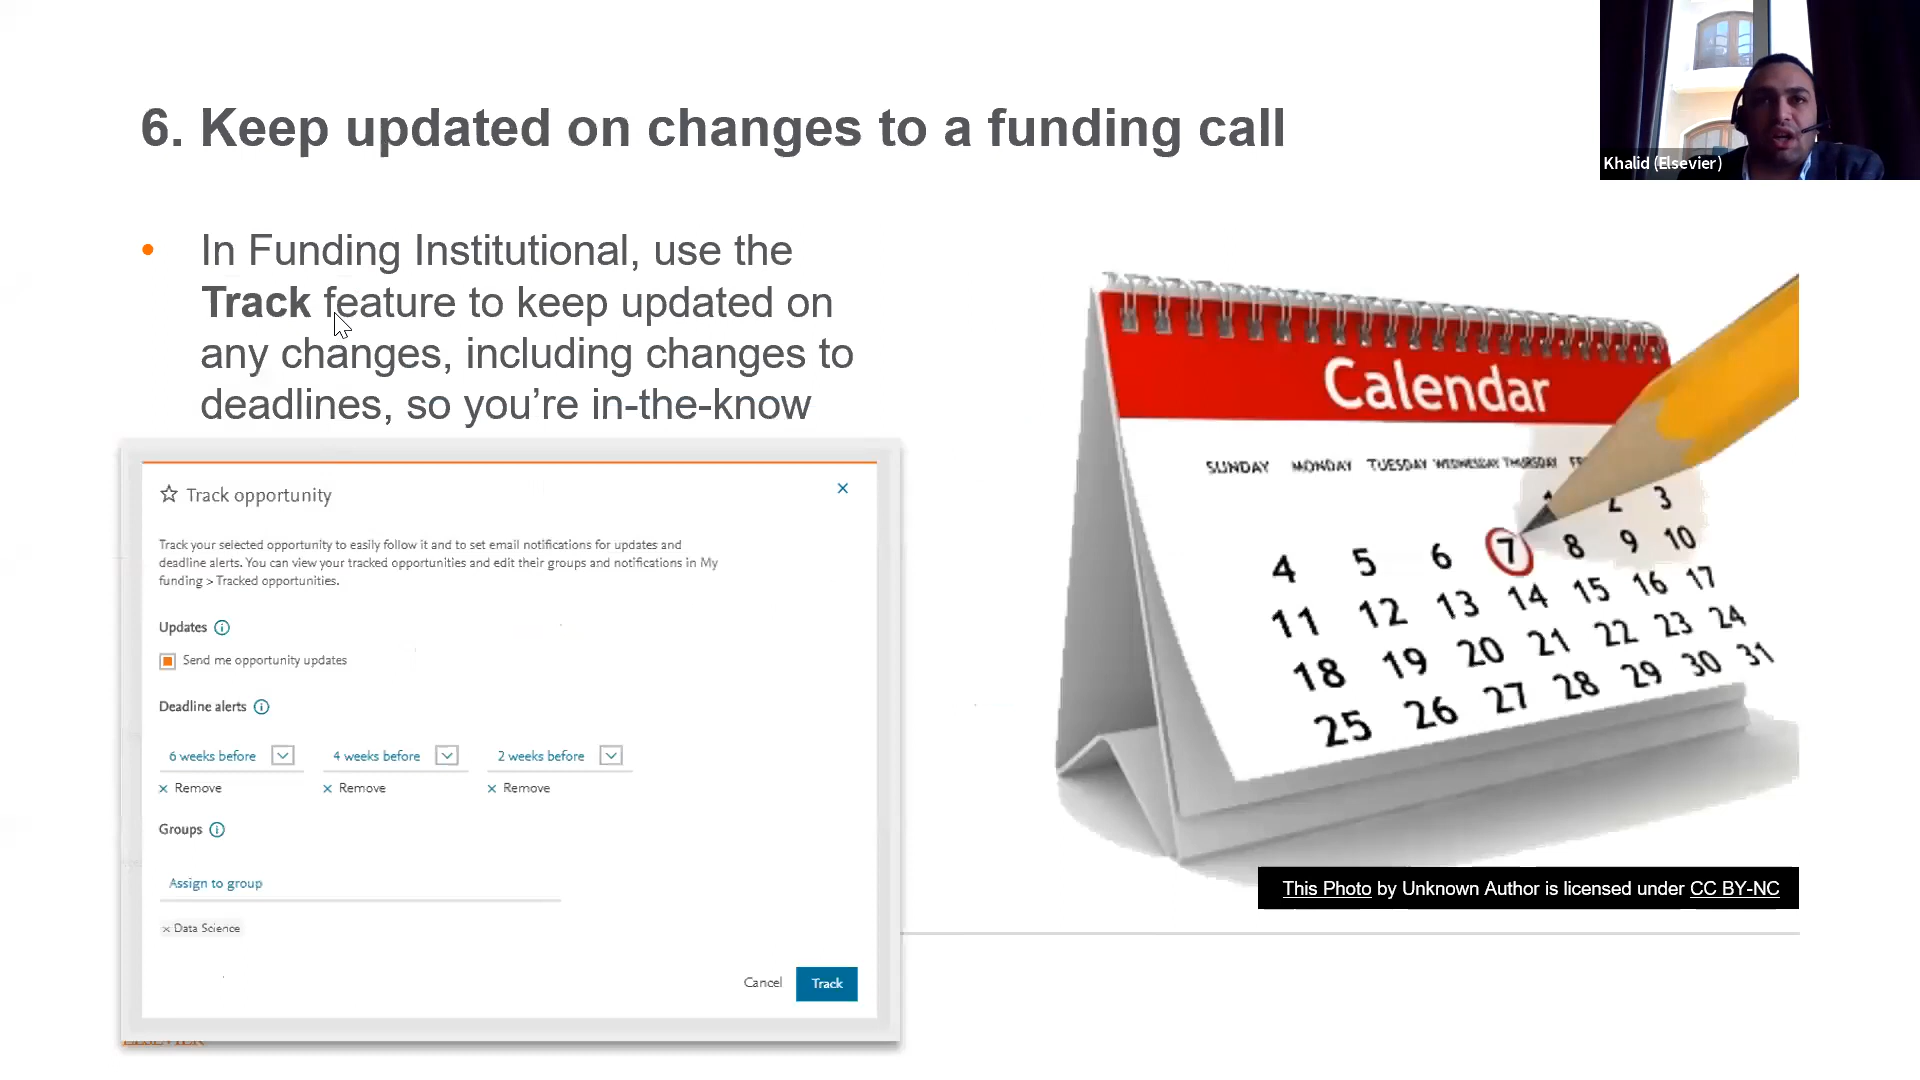 6. Keep updated on changes to a funding call
Khalid (Elsevier)
• In Funding Institutional, use the
Track feature to keep updated on
any changes, including changes to
deadlines, so you’re in-the-know
Track opportunity
Track your selected opportunity to easily follow it and to set email notifications for updates and
deadline alerts. You can view your tracked opportunities and edit their groups and notifications in My
funding > Tracked opportunities.
Updates
Send me opportunity updates
Deadline alerts
6 weeks before 4 weeks before 2 weeks before
× Remove × Remove × Remove
Groups
Assign to group
× Data Science
Cancel Track
Calendar
SUNDAY MONDAY TUESDAY WEDNESDAY THURSDAY
1 2 3
4 5 6 7 8 9 10
11 12 13 14 15 16 17
18 19 20 21 22 23 24
25 26 27 28 29 30 31
This Photo by Unknown Author is licensed under CC BY-NC